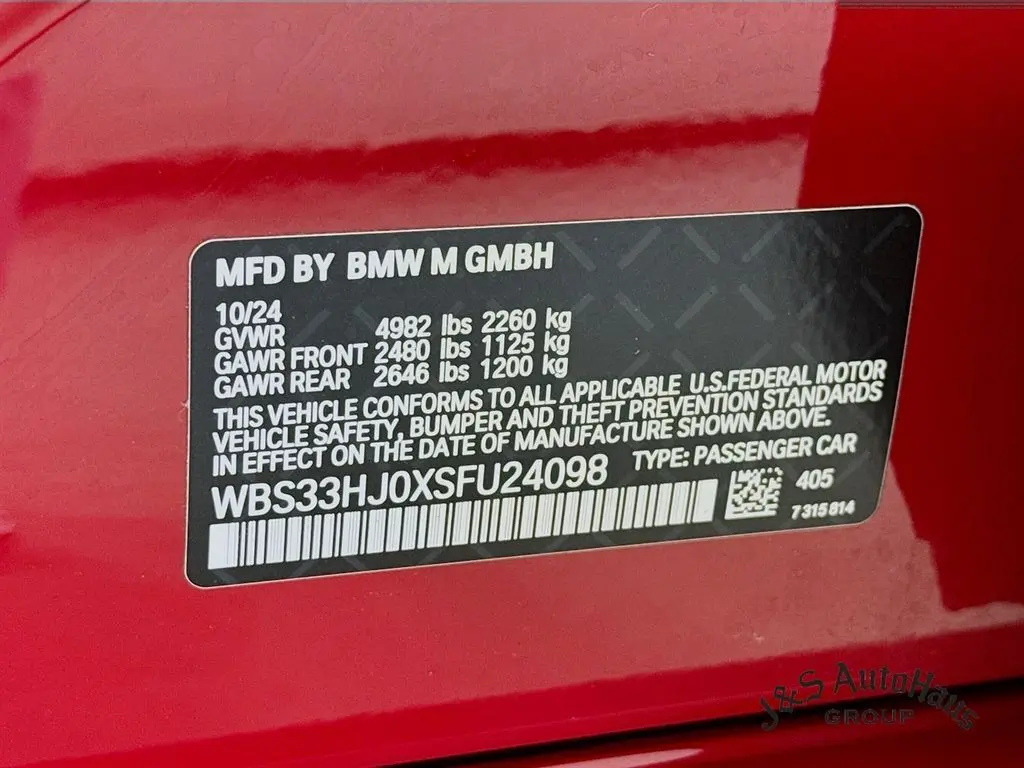 MFD BY BMW M GMBH
10/24
GVWR 4982 lbs 2260 kg
GAWR FRONT 2480 lbs 1125 kg
GAWR REAR 2646 lbs 1200 kg
THIS VEHICLE CONFORMS TO ALL APPLICABLE U.S.FEDERAL MOTOR
VEHICLE SAFETY, BUMPER AND THEFT PREVENTION STANDARDS
IN EFFECT ON THE DATE OF MANUFACTURE SHOWN ABOVE.
WBS33HJ0XSFU24098 TYPE: PASSENGER CAR
405
7315814
J&S AutoHaus
GROUP